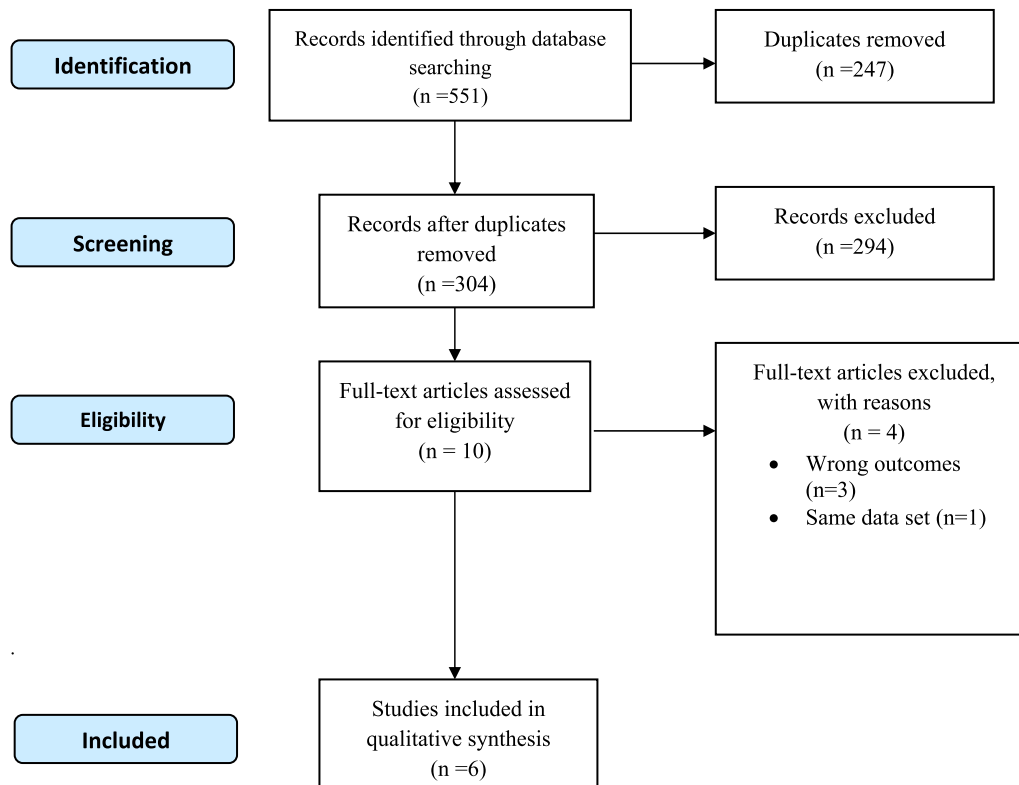 Identification
Records identified through database
searching
(n =551)
Duplicates removed
(n =247)
Screening
Records after duplicates
removed
(n =304)
Records excluded
(n =294)
Eligibility
Full-text articles assessed
for eligibility
(n = 10)
Full-text articles excluded,
with reasons
(n = 4)
• Wrong outcomes
(n=3)
• Same data set (n=1)
.
Included
Studies included in
qualitative synthesis
(n =6)